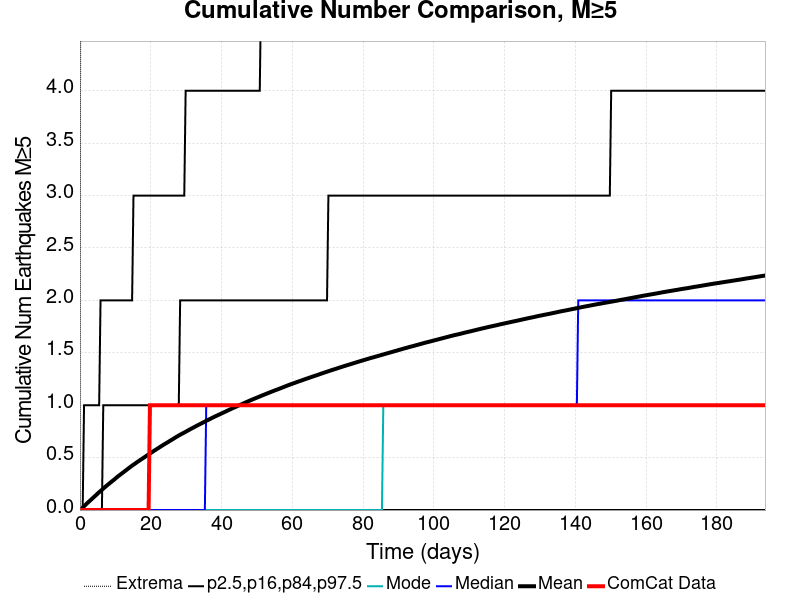 Cumulative Number Comparison, M≥5
Cumulative Num Earthquakes M≥5
4.0
3.5
3.0
2.5
2.0
1.5
1.0
0.5
0.0
0 20 40 60 80 100 120 140 160 180
Time (days)
Extrema p2.5,p16,p84,p97.5 Mode Median Mean ComCat Data